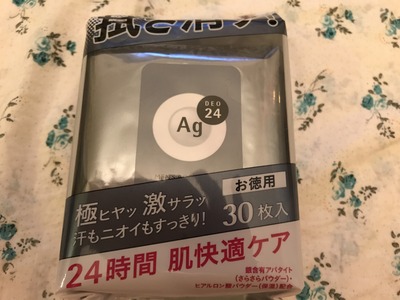 拭き消す!
DEO
24
Ag
お徳用
極ヒヤッ 激サラッ
汗もニオイもすっきり!
30枚入
24時間 肌快適ケア
銀含有アパタイト
(さらさらパウダー)・
ヒアルロン酸パウダー(保湿)配合